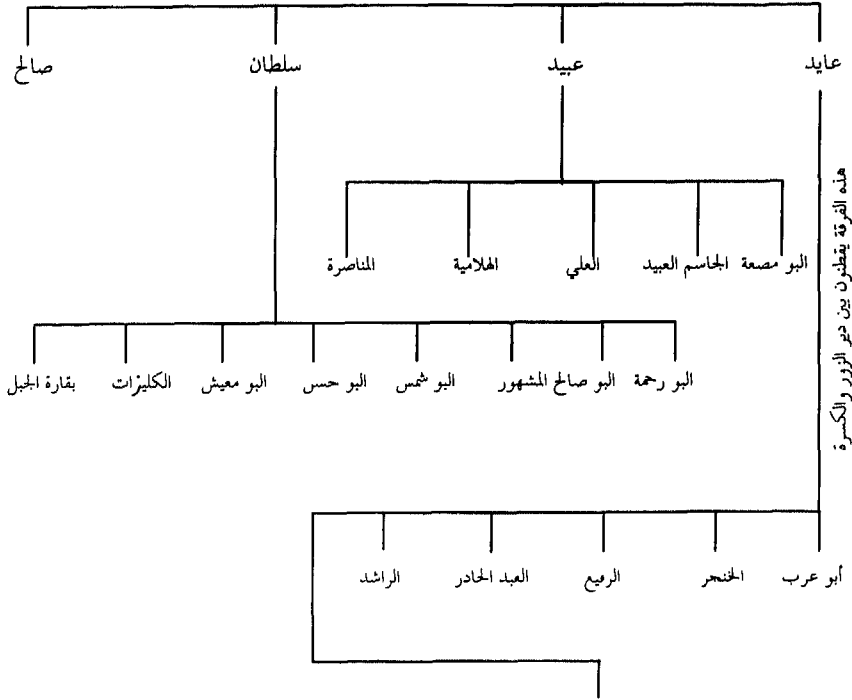 عايد عبيد سلطان صالح
هذه الفرقة يقطنون بين دير الزور والكسرة
البو مصعة الجاسم العبيد العلي الهلامية المناصرة
البو رحمة البو صالح المشهور البو شمس البو حسن البو معيش الكليزات بقارة الجبل
أبو عرب الخنجر الرفيع العبد الحادر الراشد